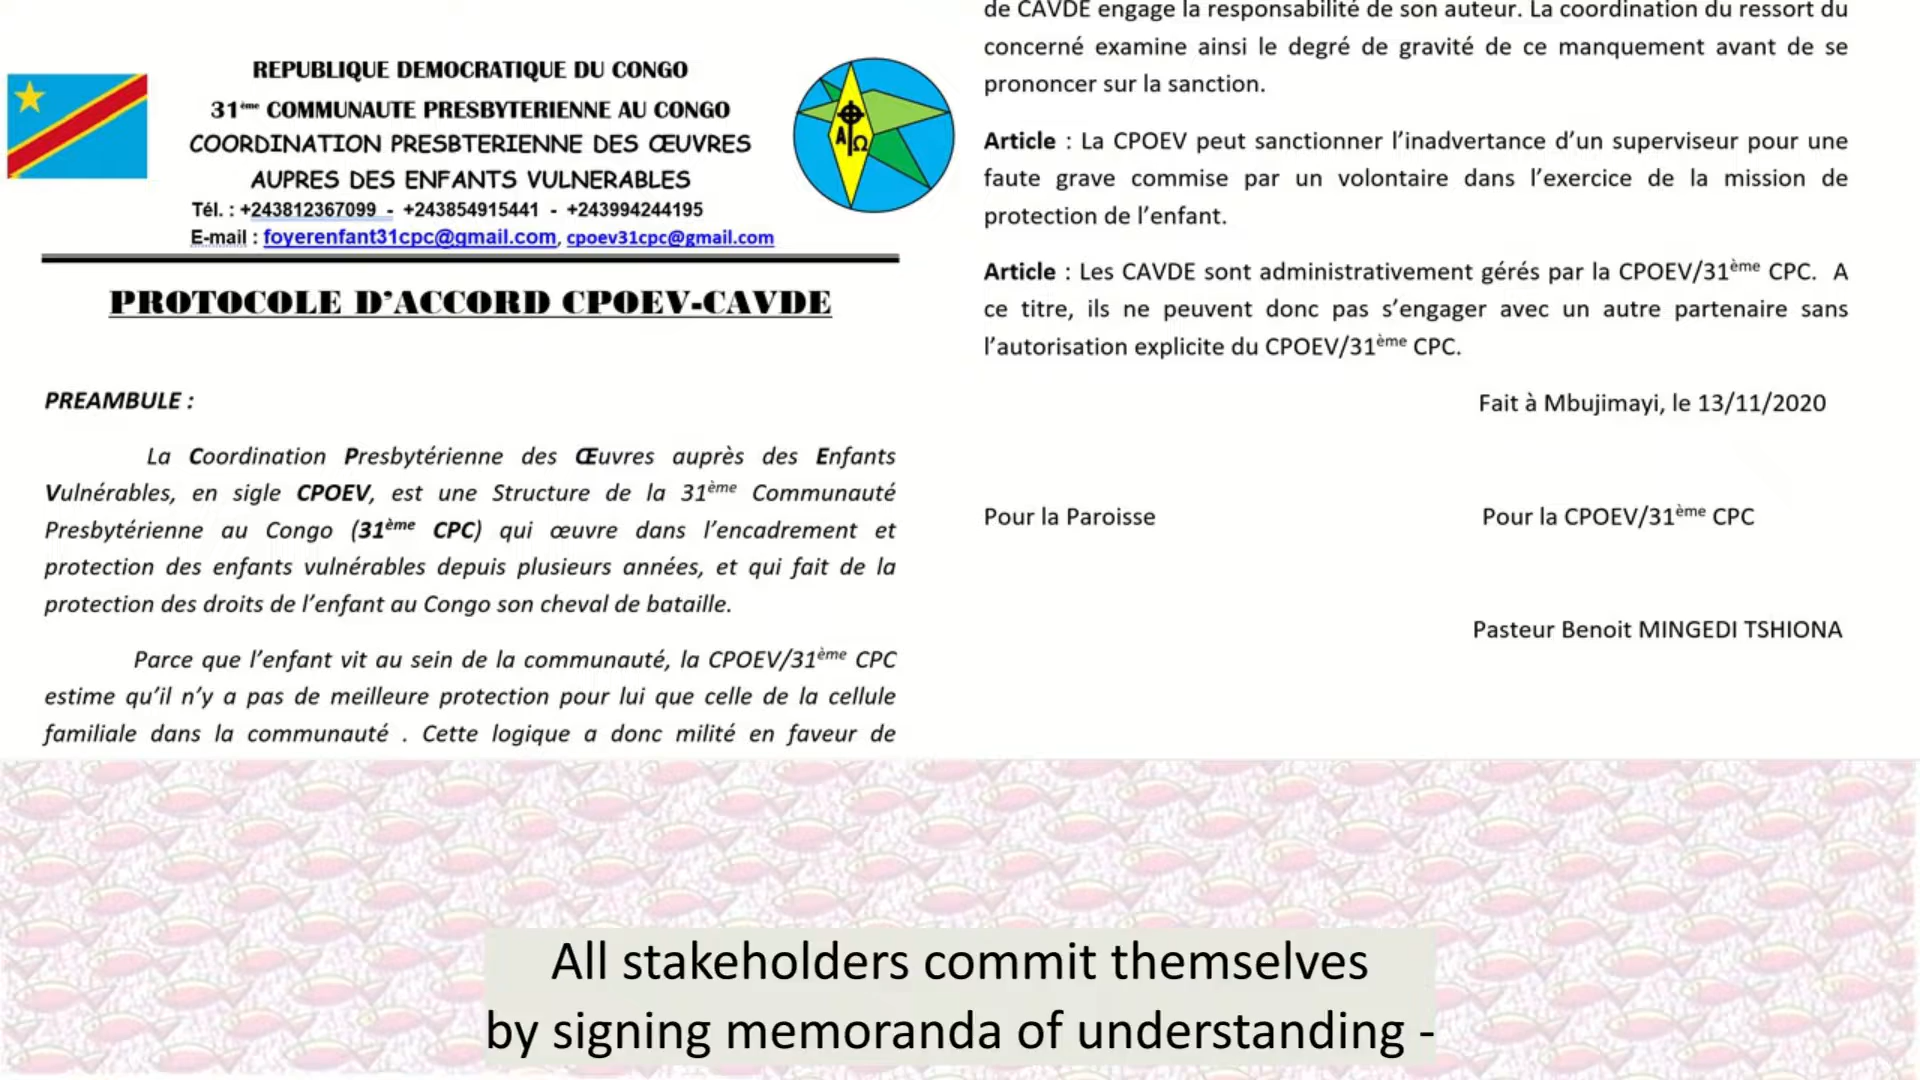 REPUBLIQUE DEMOCRATIQUE DU CONGO
31ème COMMUNAUTE PRESBYTERIENNE AU CONGO
COORDINATION PRESBTERIENNE DES ŒUVRES
AUPRES DES ENFANTS VULNERABLES
Tél. : +243812367099 - +243854915441 - +243994244195
E-mail : foyerenfant31cpc@gmail.com, cpoev31cpc@gmail.com
A Ω
PROTOCOLE D’ACCORD CPOEV-CAVDE
PREAMBULE :
La Coordination Presbytérienne des Œuvres auprès des Enfants
Vulnérables, en sigle CPOEV, est une Structure de la 31ème Communauté
Presbytérienne au Congo (31ème CPC) qui œuvre dans l’encadrement et
protection des enfants vulnérables depuis plusieurs années, et qui fait de la
protection des droits de l’enfant au Congo son cheval de bataille.
Parce que l’enfant vit au sein de la communauté, la CPOEV/31ème CPC
estime qu’il n’y a pas de meilleure protection pour lui que celle de la cellule
familiale dans la communauté . Cette logique a donc milité en faveur de
de CAVDE engage la responsabilité de son auteur. La coordination du ressort du
concerné examine ainsi le degré de gravité de ce manquement avant de se
prononcer sur la sanction.
Article : La CPOEV peut sanctionner l’inadvertance d’un superviseur pour une
faute grave commise par un volontaire dans l’exercice de la mission de
protection de l’enfant.
Article : Les CAVDE sont administrativement gérés par la CPOEV/31ème CPC. A
ce titre, ils ne peuvent donc pas s’engager avec un autre partenaire sans
l’autorisation explicite du CPOEV/31ème CPC.
Fait à Mbujimayi, le 13/11/2020
Pour la Paroisse
Pour la CPOEV/31ème CPC
Pasteur Benoit MINGEDI TSHIONA
All stakeholders commit themselves
by signing memoranda of understanding -